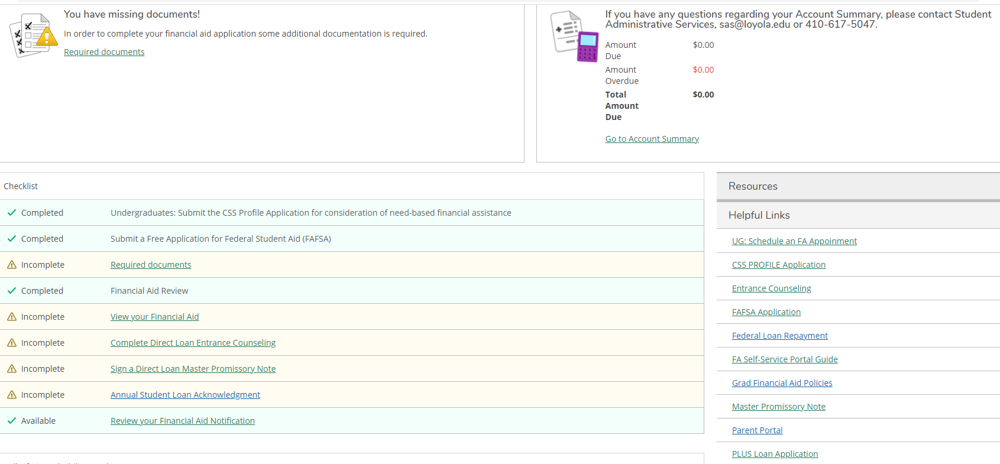 You have missing documents!
In order to complete your financial aid application some additional documentation is required.
Required documents
If you have any questions regarding your Account Summary, please contact Student
Administrative Services, sas@loyola.edu or 410-617-5047.
Amount Due $0.00
Amount Overdue $0.00
Total Amount Due $0.00
Go to Account Summary
Checklist
Completed Undergraduates: Submit the CSS Profile Application for consideration of need-based financial assistance
Completed Submit a Free Application for Federal Student Aid (FAFSA)
Incomplete Required documents
Completed Financial Aid Review
Incomplete View your Financial Aid
Incomplete Complete Direct Loan Entrance Counseling
Incomplete Sign a Direct Loan Master Promissory Note
Incomplete Annual Student Loan Acknowledgment
Available Review your Financial Aid Notification
Resources
Helpful Links
UG: Schedule an FA Appoinment
CSS PROFILE Application
Entrance Counseling
FAFSA Application
Federal Loan Repayment
FA Self-Service Portal Guide
Grad Financial Aid Policies
Master Promissory Note
Parent Portal
PLUS Loan Application